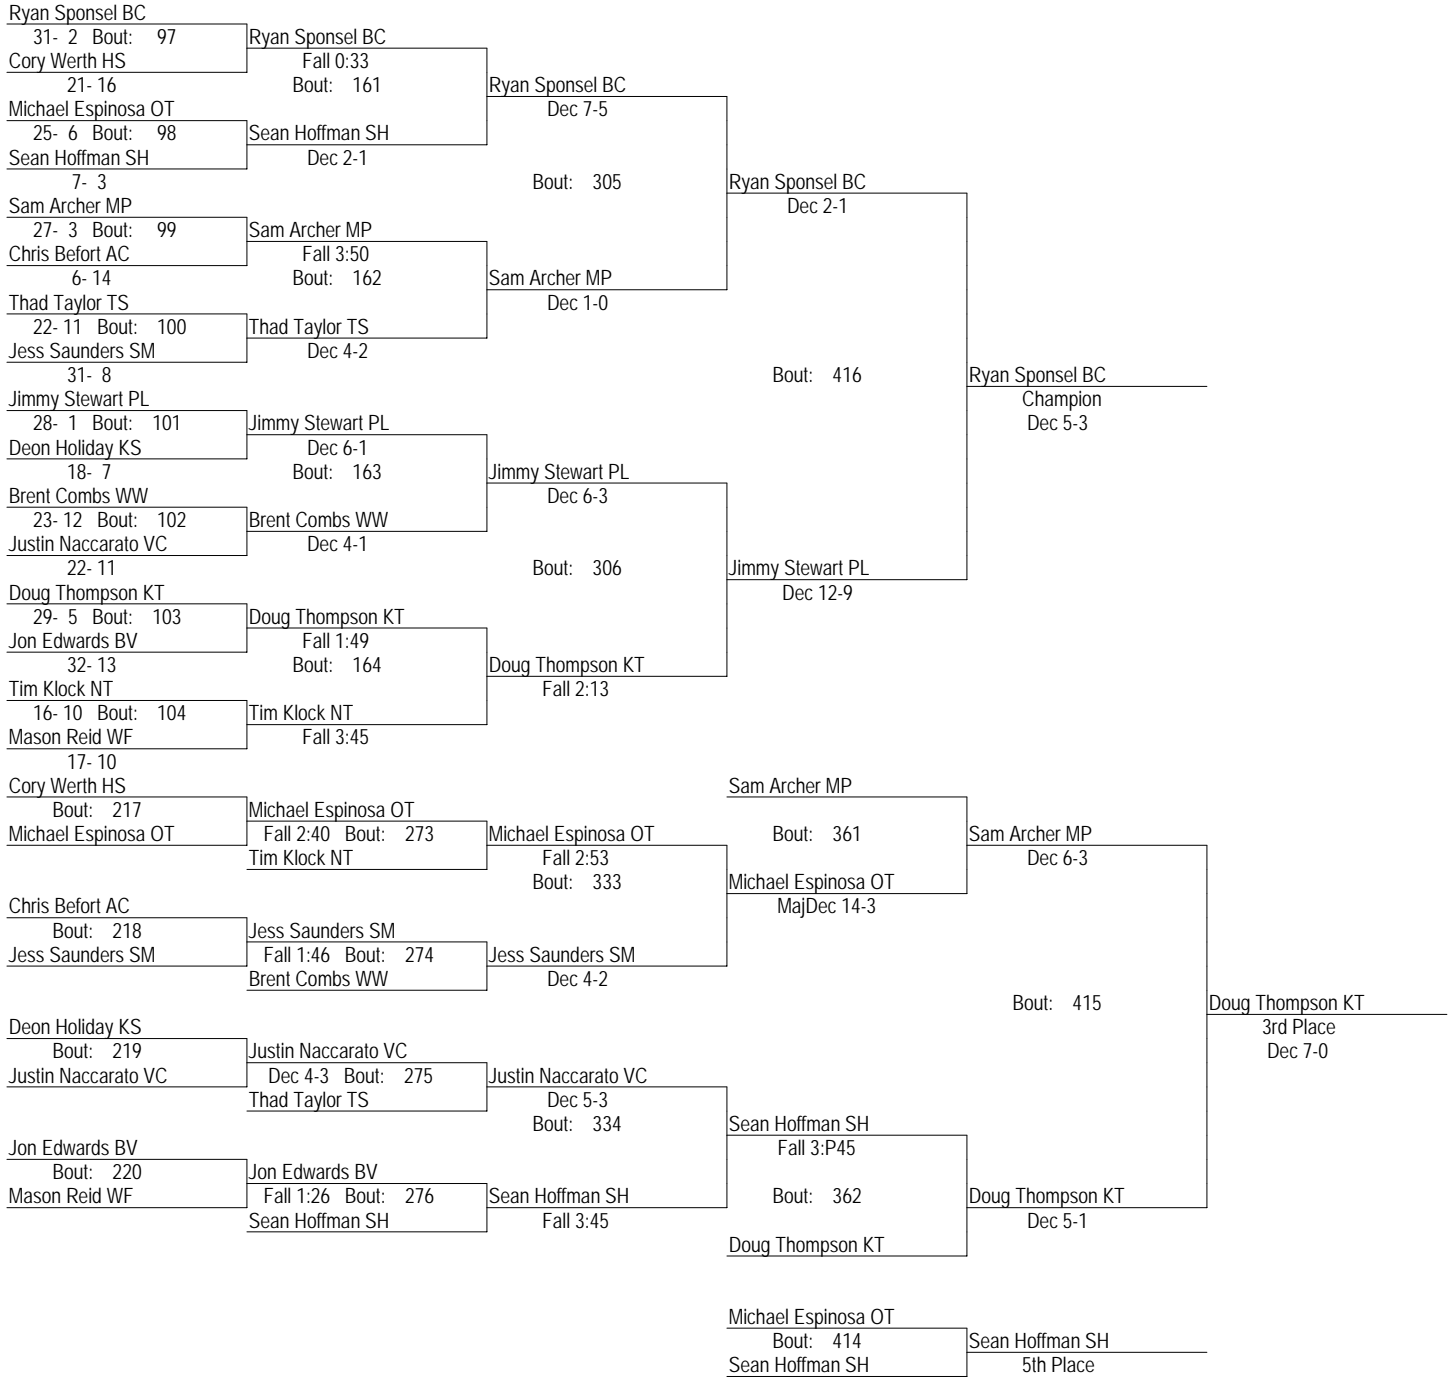 Ryan Sponsel BC
31- 2 Bout: 97 Ryan Sponsel BC
Cory Werth HS Fall 0:33
21- 16 Bout: 161 Ryan Sponsel BC
Michael Espinosa OT Dec 7-5
25- 6 Bout: 98 Sean Hoffman SH
Sean Hoffman SH Dec 2-1
7- 3 Bout: 305 Ryan Sponsel BC
Sam Archer MP Dec 2-1
27- 3 Bout: 99 Sam Archer MP
Chris Befort AC Fall 3:50
6- 14 Bout: 162 Sam Archer MP
Thad Taylor TS Dec 1-0
22- 11 Bout: 100 Thad Taylor TS
Jess Saunders SM Dec 4-2
31- 8 Bout: 416 Ryan Sponsel BC
Jimmy Stewart PL Champion
28- 1 Bout: 101 Jimmy Stewart PL Dec 5-3
Deon Holiday KS Dec 6-1
18- 7 Bout: 163 Jimmy Stewart PL
Brent Combs WW Dec 6-3
23- 12 Bout: 102 Brent Combs WW
Justin Naccarato VC Dec 4-1
22- 11 Bout: 306 Jimmy Stewart PL
Doug Thompson KT Dec 12-9
29- 5 Bout: 103 Doug Thompson KT
Jon Edwards BV Fall 1:49
32- 13 Bout: 164 Doug Thompson KT
Tim Klock NT Fall 2:13
16- 10 Bout: 104 Tim Klock NT
Mason Reid WF Fall 3:45
17- 10
Cory Werth HS Sam Archer MP
Bout: 217 Michael Espinosa OT
Michael Espinosa OT Fall 2:40 Bout: 273 Michael Espinosa OT Bout: 361 Sam Archer MP
Tim Klock NT Fall 2:53 Dec 6-3
Bout: 333 Michael Espinosa OT
Chris Befort AC MajDec 14-3
Bout: 218 Jess Saunders SM
Jess Saunders SM Fall 1:46 Bout: 274 Jess Saunders SM
Brent Combs WW Dec 4-2
Bout: 415 Doug Thompson KT
Deon Holiday KS 3rd Place
Bout: 219 Justin Naccarato VC Dec 7-0
Justin Naccarato VC Dec 4-3 Bout: 275 Justin Naccarato VC
Thad Taylor TS Dec 5-3
Bout: 334 Sean Hoffman SH
Jon Edwards BV Fall 3:P45
Bout: 220 Jon Edwards BV
Mason Reid WF Fall 1:26 Bout: 276 Sean Hoffman SH Bout: 362 Doug Thompson KT
Sean Hoffman SH Fall 3:45 Dec 5-1
Doug Thompson KT
Michael Espinosa OT
Bout: 414 Sean Hoffman SH
Sean Hoffman SH 5th Place